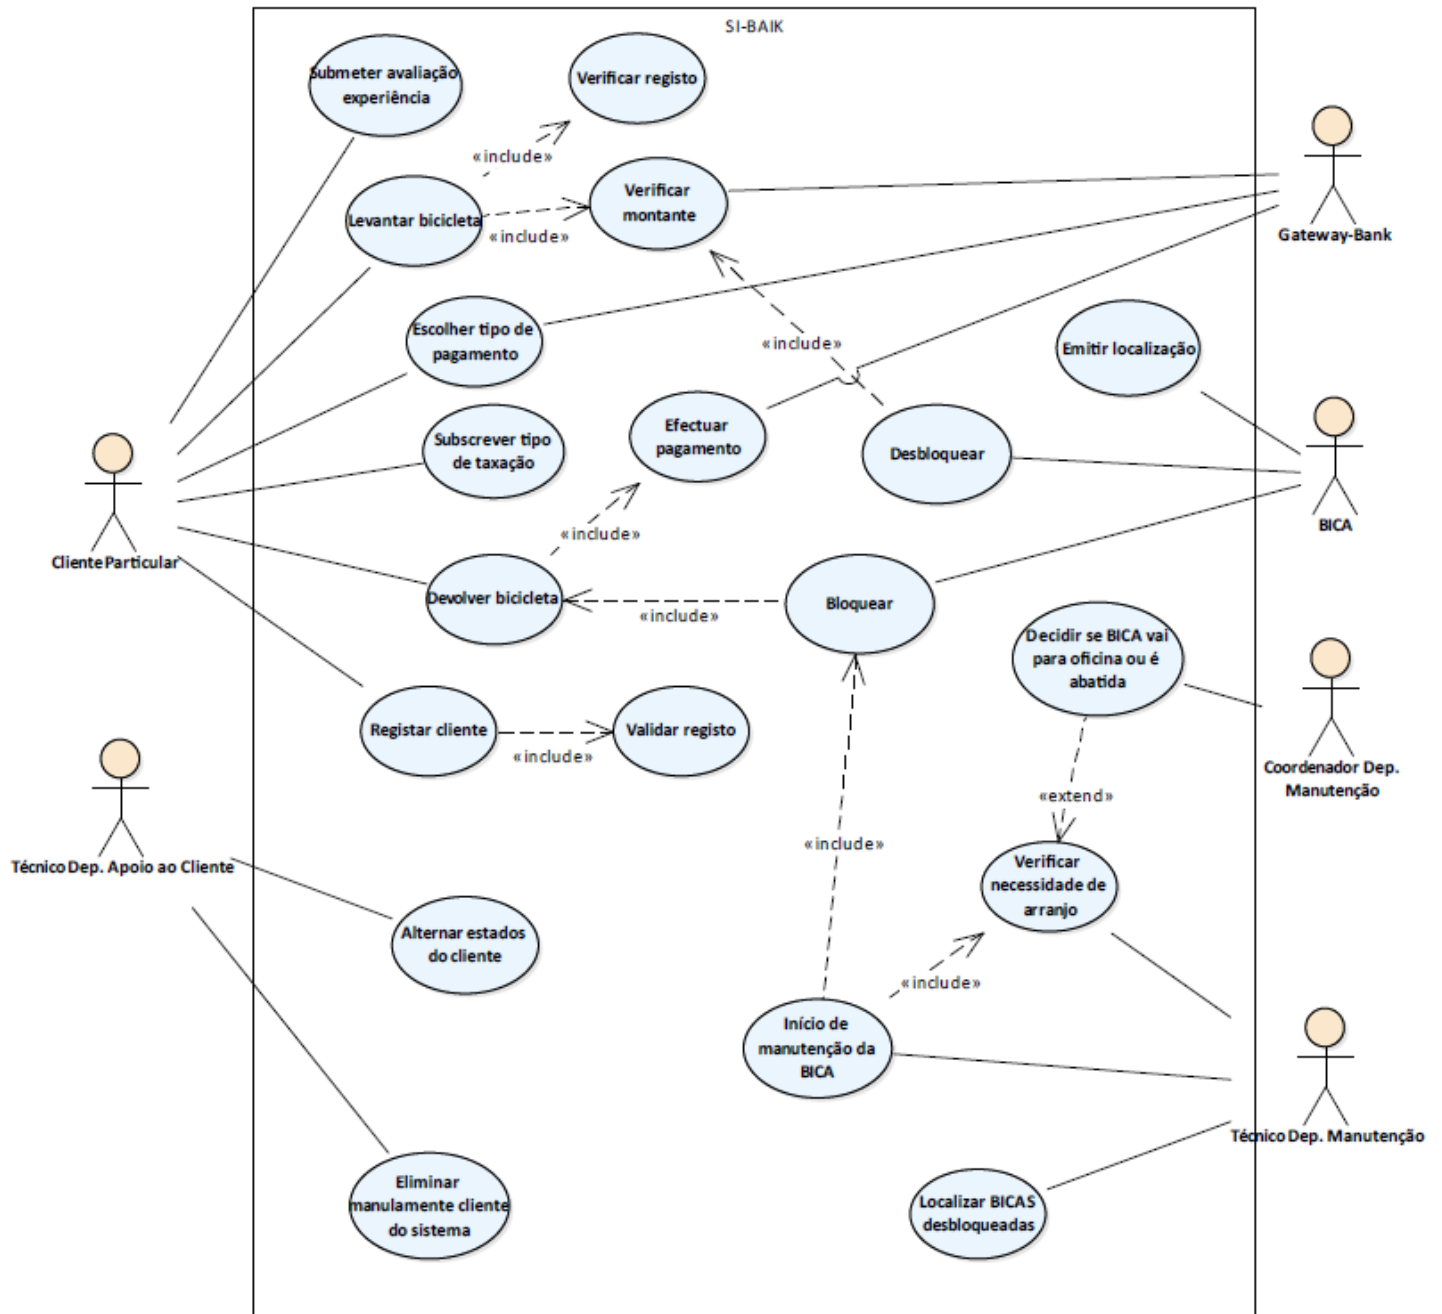 SI-BAIK
Submeter avaliação
experiência
Verificar registo
«include»
Levantar bicicleta
«include»
Verificar
montante
Gateway-Bank
Escolher tipo de
pagamento
«include»
Emitir localização
Subscrever tipo
de taxação
Efectuar
pagamento
Desbloquear
BICA
Cliente Particular
«include»
Devolver bicicleta
«include»
Bloquear
Decidir se BICA vai
para oficina ou é
abatida
Registar cliente
«include»
Validar registo
Coordenador Dep.
Manutenção
«extend»
«include»
Técnico Dep. Apoio ao Cliente
Verificar
necessidade de
arranjo
Alternar estados
do cliente
«include»
Início de
manutenção da
BICA
Técnico Dep. Manutenção
Eliminar
manulamente cliente
do sistema
Localizar BICAS
desbloqueadas